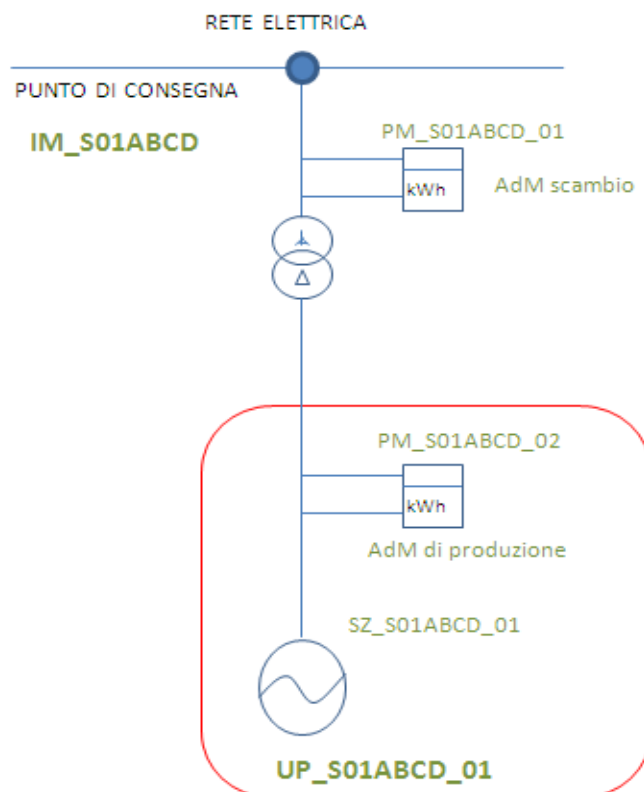 RETE ELETTRICA
PUNTO DI CONSEGNA
IM_S01ABCD
PM_S01ABCD_01
kWh
AdM scambio
PM_S01ABCD_02
kWh
AdM di produzione
SZ_S01ABCD_01
UP_S01ABCD_01